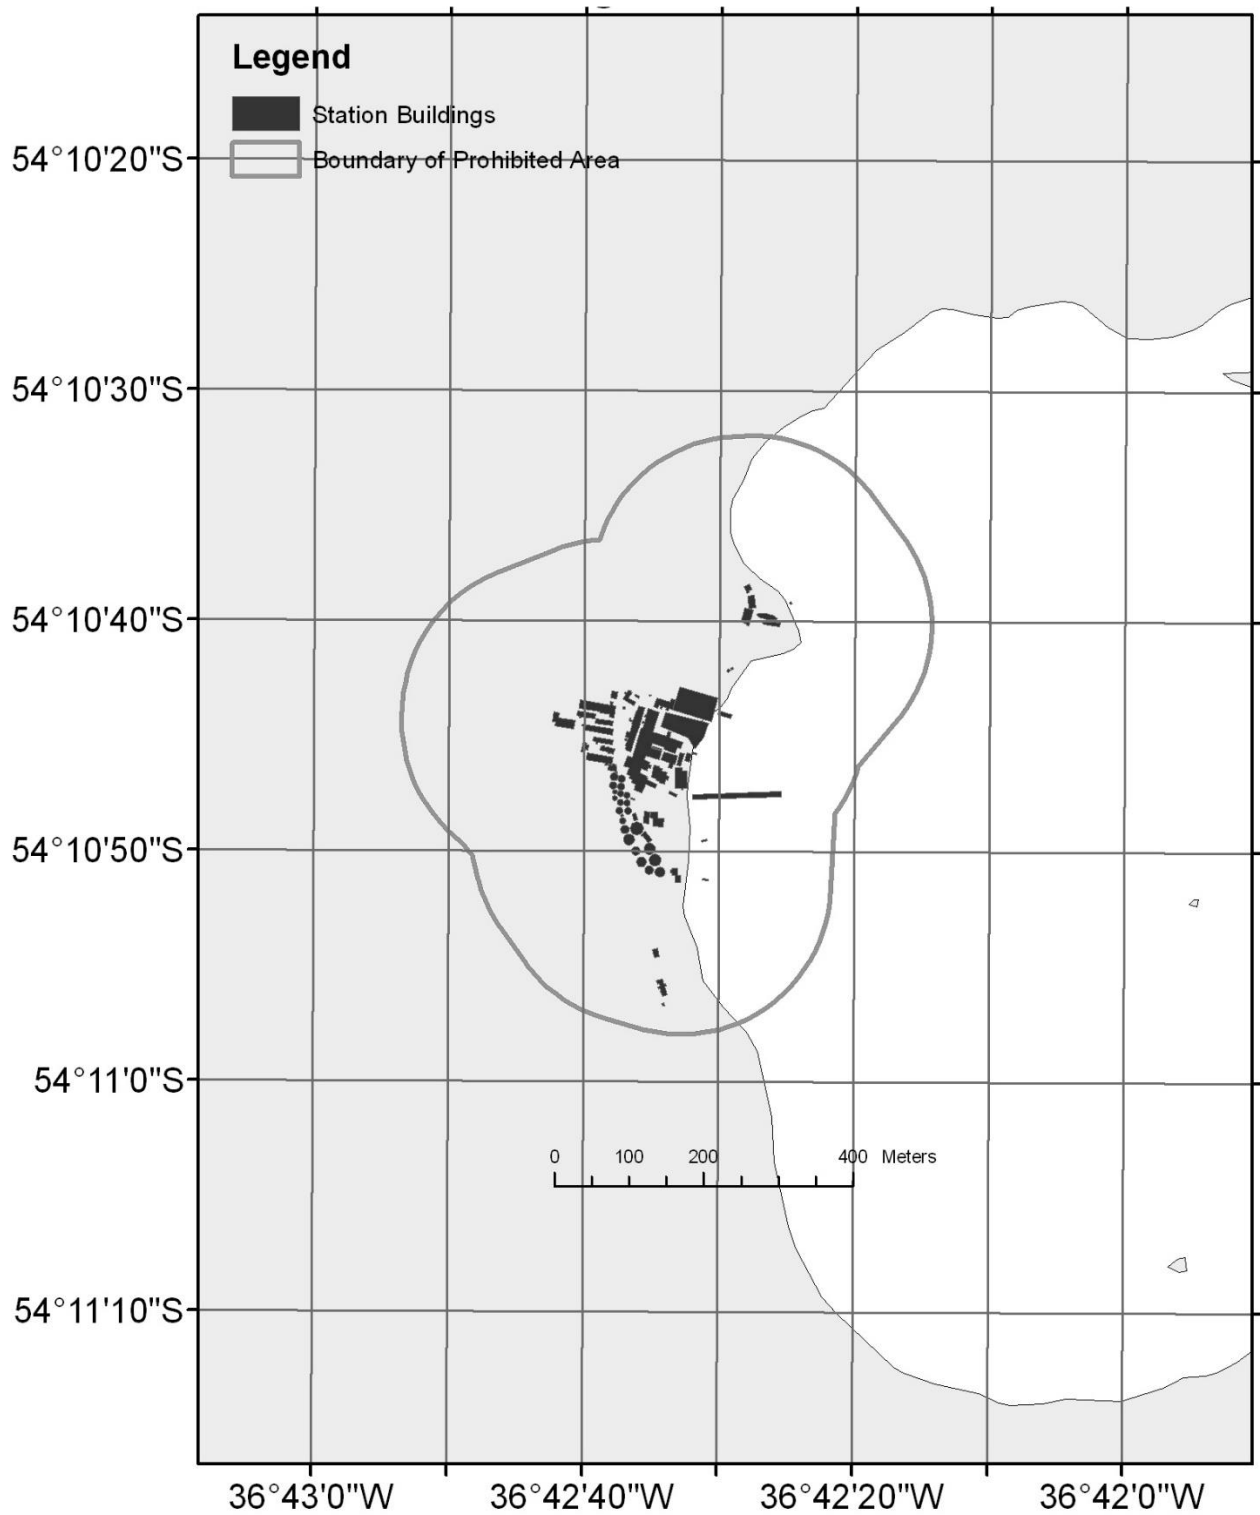 Legend
Station Buildings
Boundary of Prohibited Area
54°10'20"S
54°10'30"S
54°10'40"S
54°10'50"S
54°11'0"S
54°11'10"S
0 100 200 400 Meters
36°43'0"W 36°42'40"W 36°42'20"W 36°42'0"W